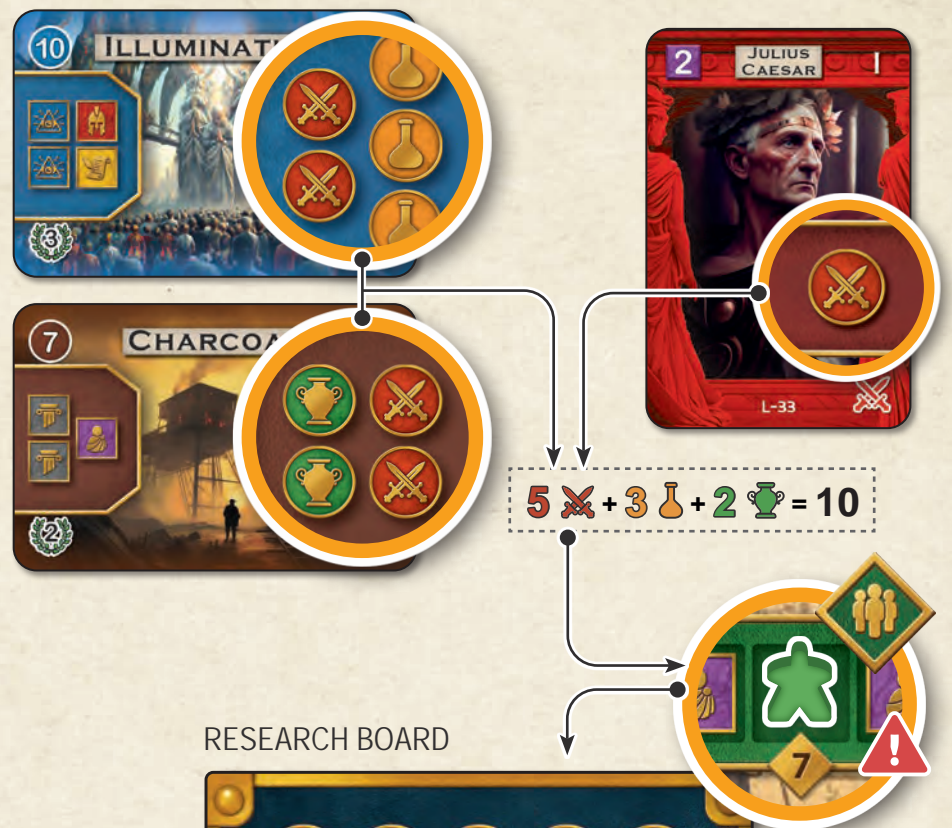 10 ILLUMINATI
3
7 CHARCOA
2
2 JULIUS CAESAR I
L-33
5 + 3 + 2 = 10
7
!
RESEARCH BOARD